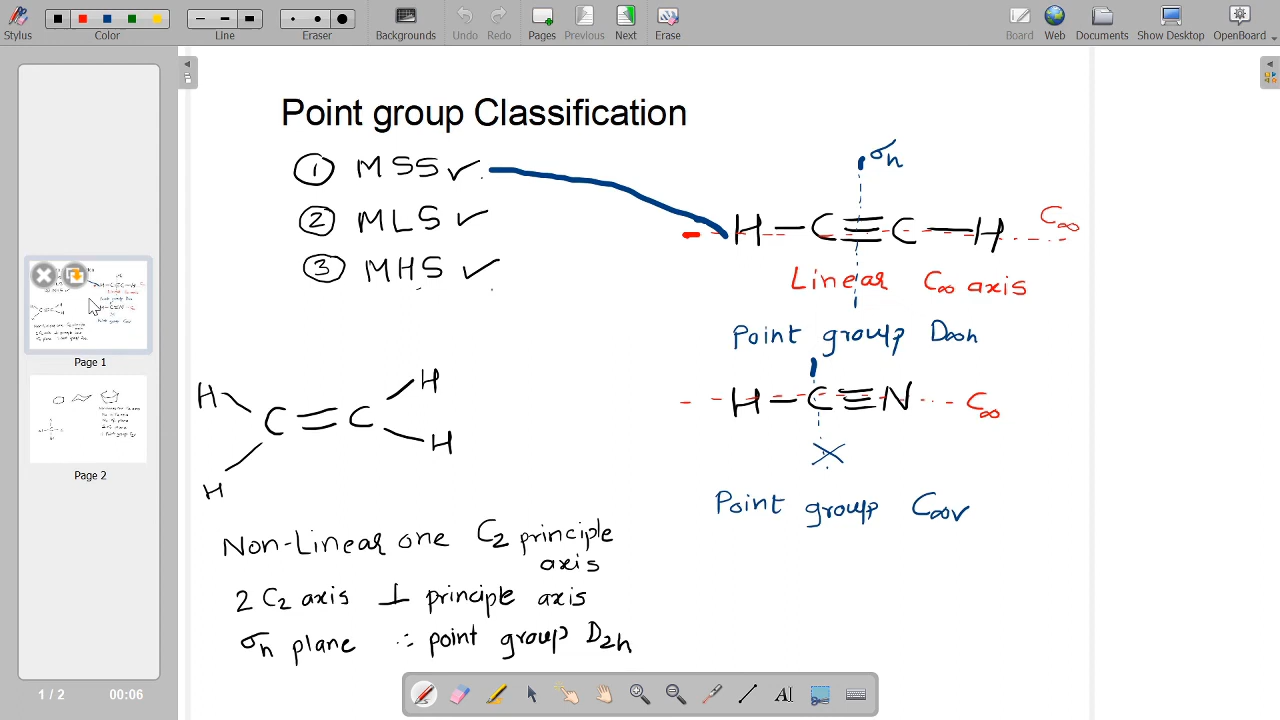 Stylus
Color
Line
Eraser
Backgrounds
Undo
Redo
Pages
Previous
Next
Erase
Board
Web
Documents
Show Desktop
OpenBoard
Point group Classification
① MSS ✓
② MLS ✓
③ MHS ✓
σh
H — C ≡ C — H C∞
Linear C∞ axis
Point group D∞h
H — C ≡ N C∞
Point group C∞v
H H
C = C
H H
Non-Linear one C2 principle
axis
2 C2 axis ⊥ principle axis
σh plane ∴ point group D2h
Page 1
Page 2
1 / 2 00:06